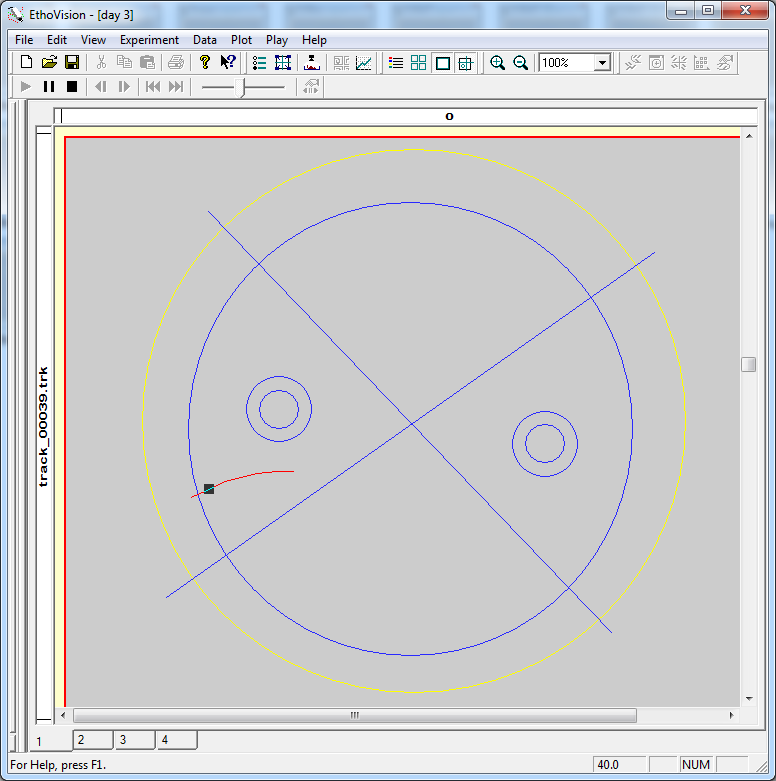 EthoVision - [day 3]
File Edit View Experiment Data Plot Play Help
100%
o
track_00039.trk
1 2 3 4
For Help, press F1. 40.0 NUM